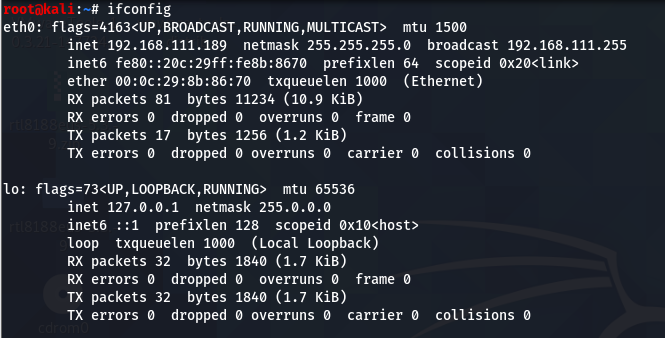 root@kali:~# ifconfig
eth0: flags=4163<UP,BROADCAST,RUNNING,MULTICAST>  mtu 1500
        inet 192.168.111.189  netmask 255.255.255.0  broadcast 192.168.111.255
        inet6 fe80::20c:29ff:fe8b:8670  prefixlen 64  scopeid 0x20<link>
        ether 00:0c:29:8b:86:70  txqueuelen 1000  (Ethernet)
        RX packets 81  bytes 11234 (10.9 KiB)
        RX errors 0  dropped 0  overruns 0  frame 0
        TX packets 17  bytes 1256 (1.2 KiB)
        TX errors 0  dropped 0 overruns 0  carrier 0  collisions 0

lo: flags=73<UP,LOOPBACK,RUNNING>  mtu 65536
        inet 127.0.0.1  netmask 255.0.0.0
        inet6 ::1  prefixlen 128  scopeid 0x10<host>
        loop  txqueuelen 1000  (Local Loopback)
        RX packets 32  bytes 1840 (1.7 KiB)
        RX errors 0  dropped 0  overruns 0  frame 0
        TX packets 32  bytes 1840 (1.7 KiB)
        TX errors 0  dropped 0 overruns 0  carrier 0  collisions 0
cdrom0